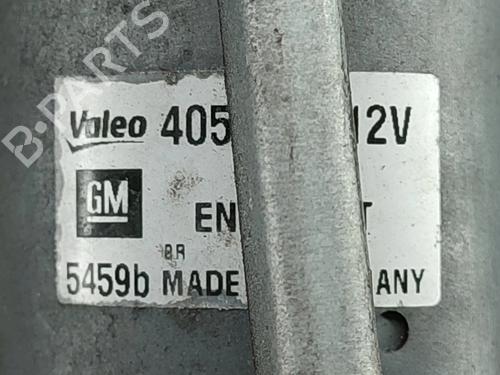 B-PARTS
Valeo 405 12V
GM EN T
BR
5459b MADE ANY